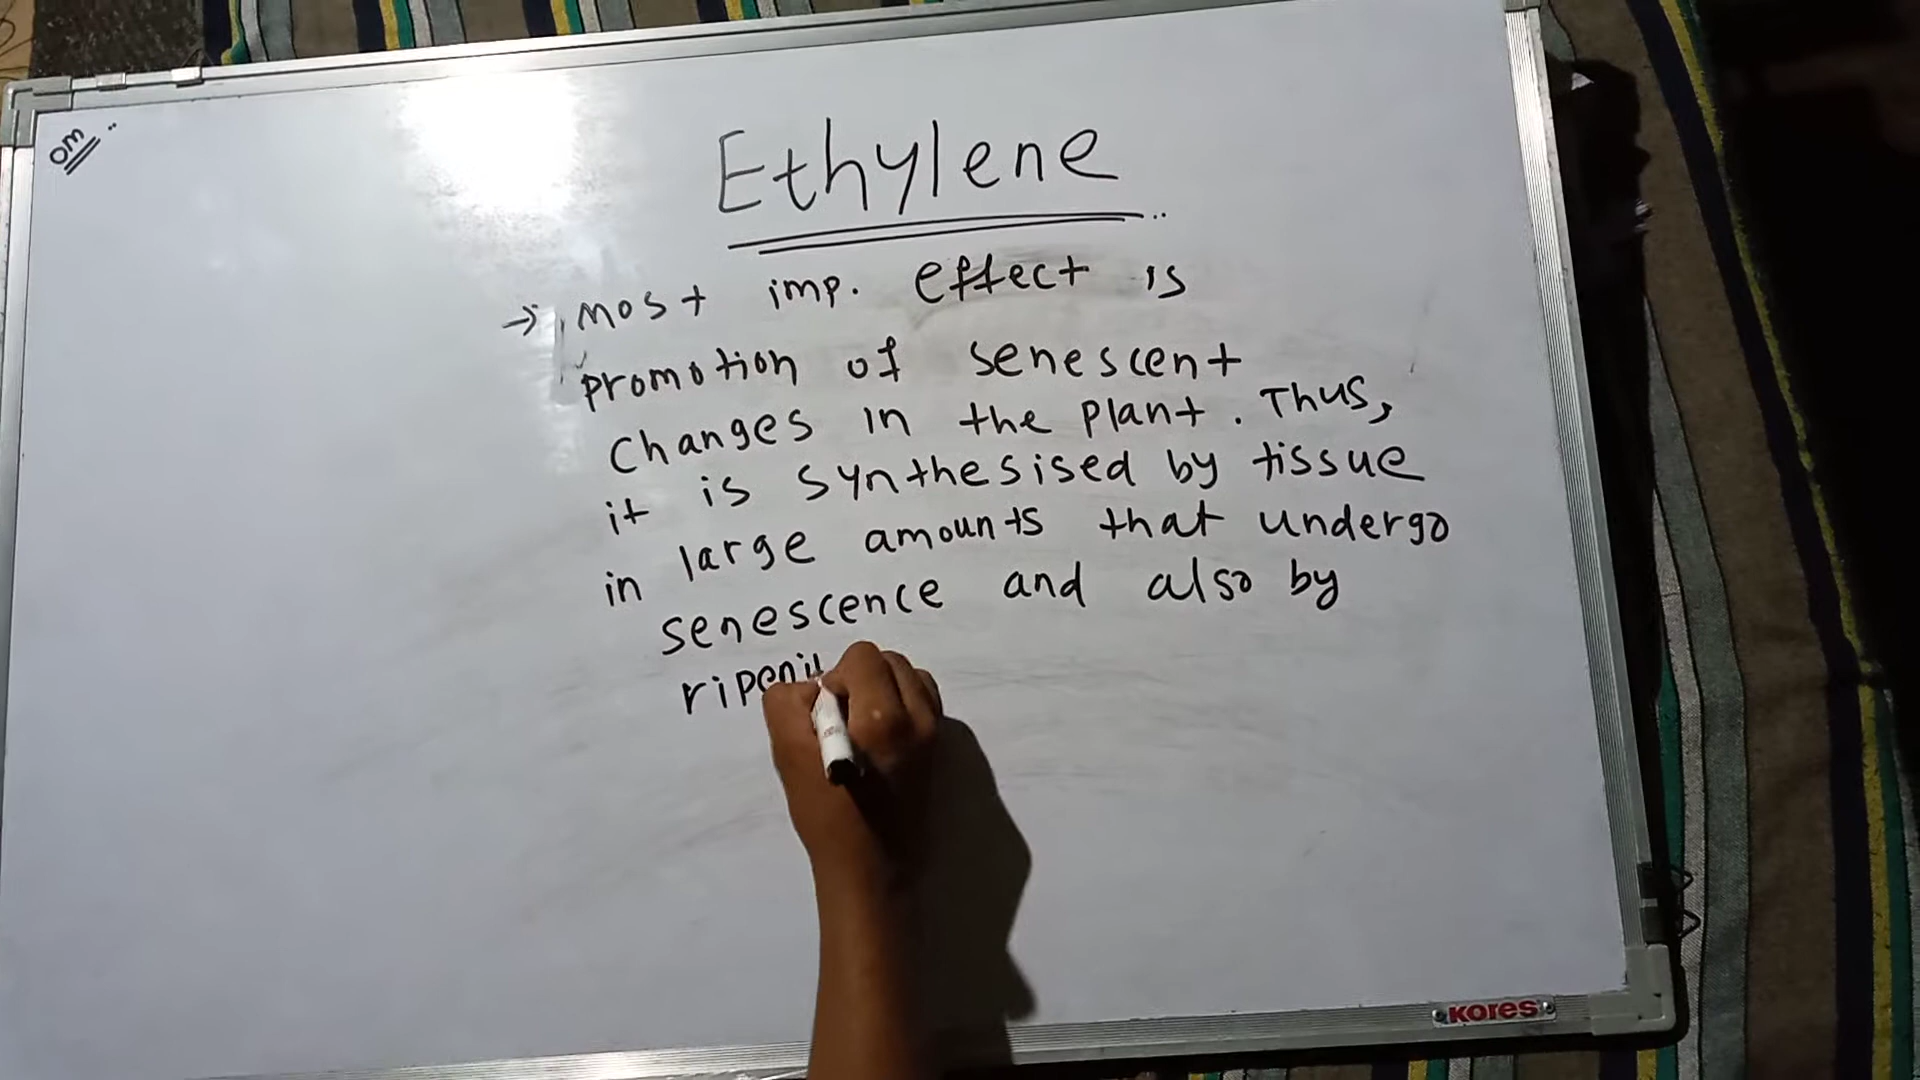 om
Ethylene
→ most imp. effect is
promotion of senescent
changes in the plant. Thus,
it is synthesised by tissue
in large amounts that undergo
senescence and also by
kores